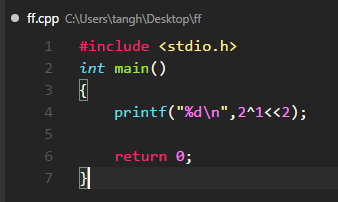 ● ff.cpp C:\Users\tangh\Desktop\ff
1 #include <stdio.h>
2 int main()
3 {
4     printf("%d\n",2^1<<2);
5
6     return 0;
7 }